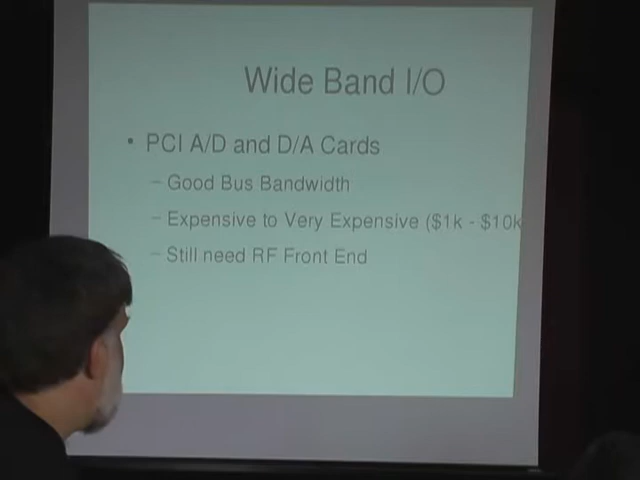 Wide Band I/O
• PCI A/D and D/A Cards
– Good Bus Bandwidth
– Expensive to Very Expensive ($1k - $10k
– Still need RF Front End